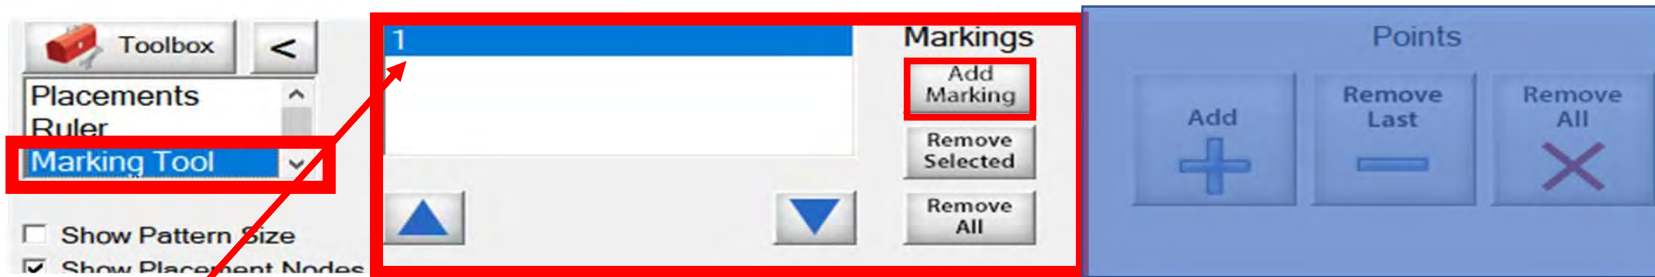 Toolbox <
Placements
Ruler
Marking Tool
Show Pattern Size
Show Placement Nodes
1
Markings
Add
Marking
Remove
Selected
Remove
All
Points
Add
Remove
Last
Remove
All